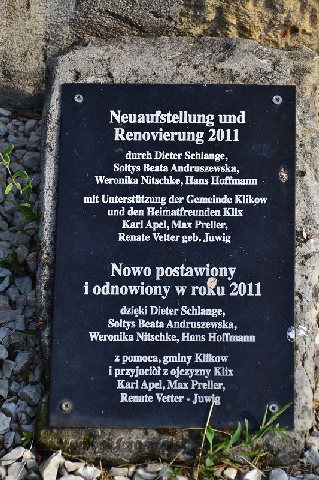 Neuaufstellung und
Renovierung 2011
durch Dieter Schlange,
Sołtys Beata Andruszewska,
Weronika Nitschke, Hans Hoffmann
mit Unterstützung der Gemeinde Klikow
und den Heimatfreunden Klix
Karl Apel, Max Preller,
Renate Vetter geb. Juwig
Nowo postawiony
i odnowiony w roku 2011
dzięki Dieter Schlange,
Sołtys Beata Andruszewska,
Weronika Nitschke, Hans Hoffmann
z pomocą, gminy Klikow
i przyjaciół z ojczyzny Klix
Karl Apel, Max Preller,
Renate Vetter - Juwig